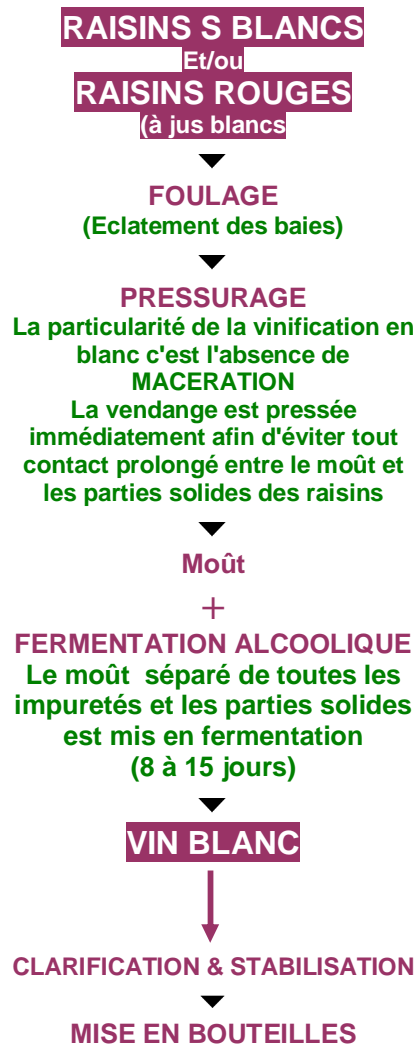 RAISINS S BLANCS
Et/ou
RAISINS ROUGES
(à jus blancs
FOULAGE
(Eclatement des baies)
PRESSURAGE
La particularité de la vinification en
blanc c'est l'absence de
MACERATION
La vendange est pressée
immédiatement afin d'éviter tout
contact prolongé entre le moût et
les parties solides des raisins
Moût
+
FERMENTATION ALCOOLIQUE
Le moût séparé de toutes les
impuretés et les parties solides
est mis en fermentation
(8 à 15 jours)
VIN BLANC
CLARIFICATION & STABILISATION
MISE EN BOUTEILLES